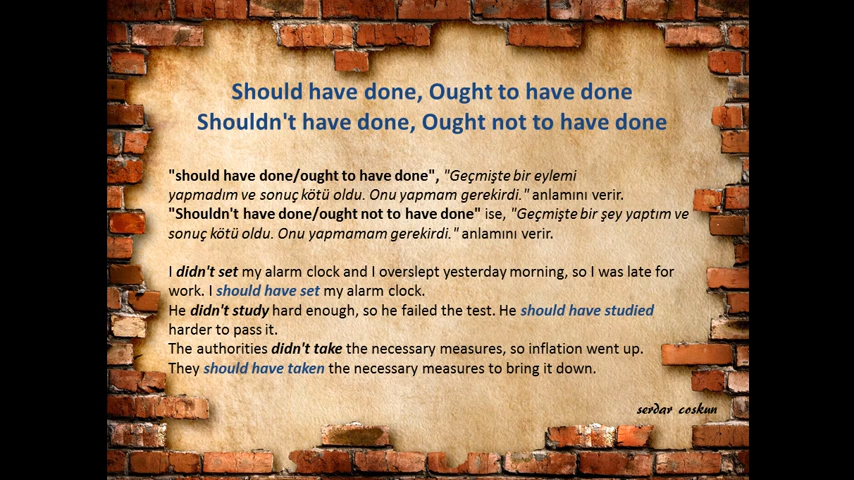 Should have done, Ought to have done
Shouldn't have done, Ought not to have done
"should have done/ought to have done", "Geçmişte bir eylemi
yapmadım ve sonuç kötü oldu. Onu yapmam gerekirdi." anlamını verir.
"Shouldn't have done/ought not to have done" ise, "Geçmişte bir şey yaptım ve
sonuç kötü oldu. Onu yapmamam gerekirdi." anlamını verir.
I didn't set my alarm clock and I overslept yesterday morning, so I was late for
work. I should have set my alarm clock.
He didn't study hard enough, so he failed the test. He should have studied
harder to pass it.
The authorities didn't take the necessary measures, so inflation went up.
They should have taken the necessary measures to bring it down.
serdar coskun